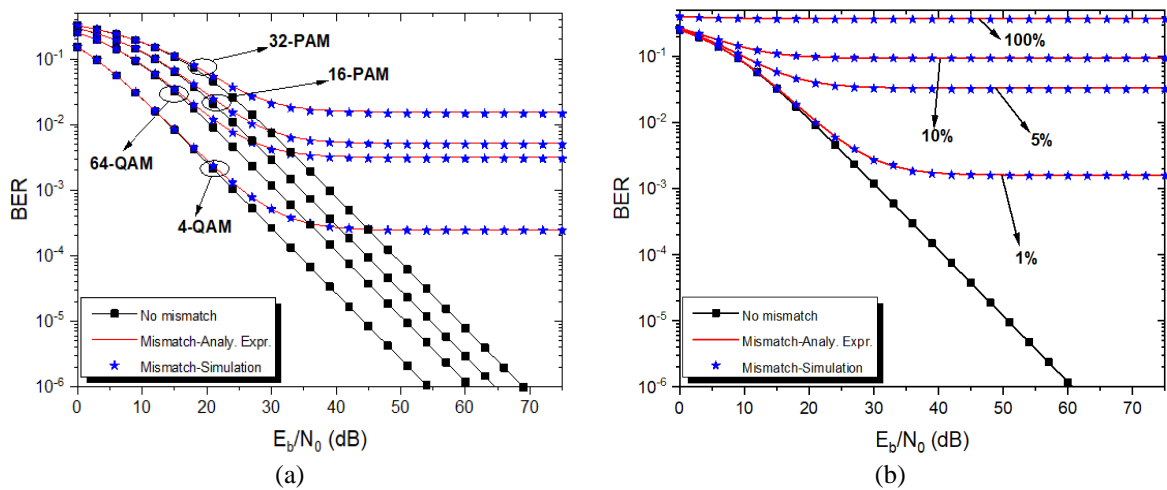 BER
10^-1
10^-2
10^-3
10^-4
10^-5
10^-6
32-PAM
16-PAM
64-QAM
4-QAM
No mismatch
Mismatch-Analy. Expr.
Mismatch-Simulation
0 10 20 30 40 50 60 70
E_b/N_0 (dB)
(a)
BER
10^-1
10^-2
10^-3
10^-4
10^-5
10^-6
100%
10%
5%
1%
No mismatch
Mismatch-Analy. Expr.
Mismatch-Simulation
0 10 20 30 40 50 60 70
E_b/N_0 (dB)
(b)